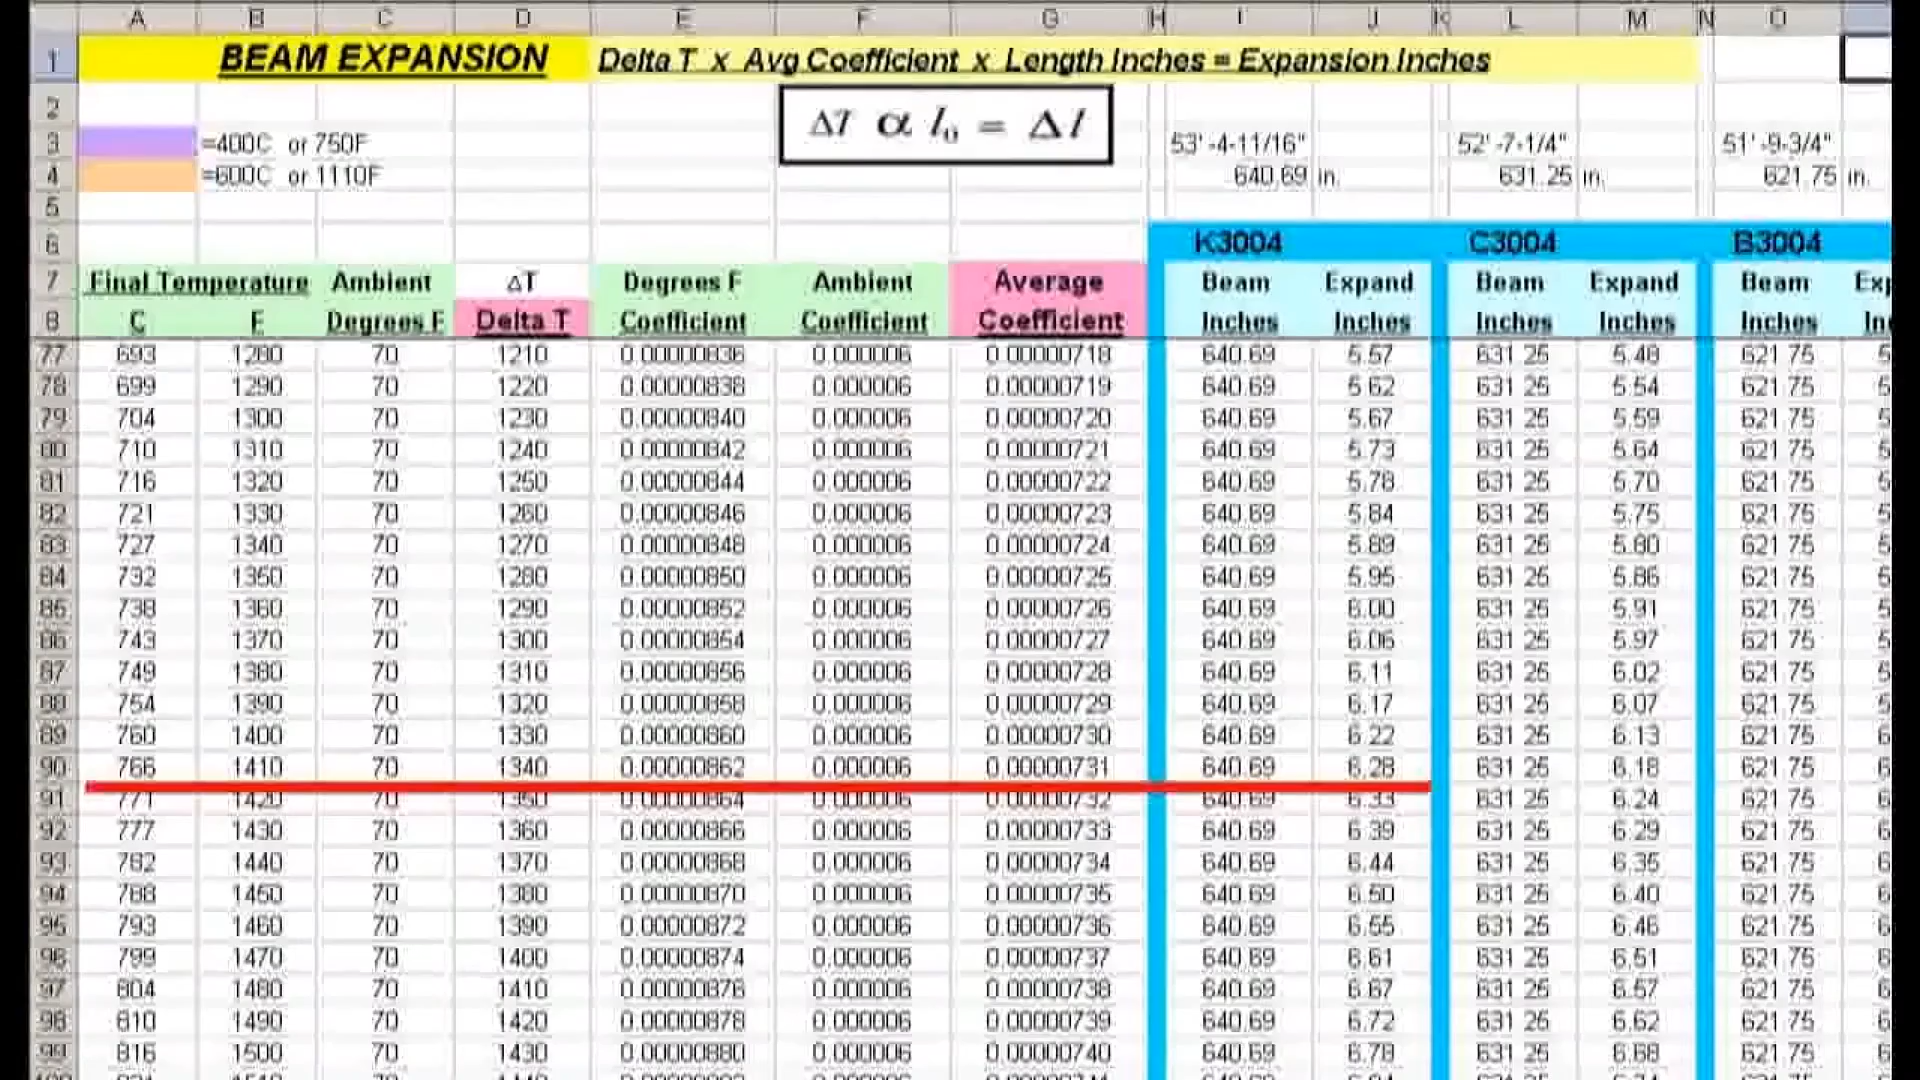 A B C D E F G H I J K L M N O
1 BEAM EXPANSION Delta T x Avg Coefficient x Length Inches = Expansion Inches
2 ΔT α l₀ = Δl
3 =400C or 750F 53'-4-11/16" 52'-7-1/4" 51'-9-3/4"
4 =600C or 1110F 640.69 in. 631.25 in. 621.75 in.
5
6 K3004 C3004 B3004
7 Final Temperature Ambient ΔT Degrees F Ambient Average Beam Expand Beam Expand Beam
8 C F Degrees F Delta T Coefficient Coefficient Coefficient Inches Inches Inches Inches Inches
77 693 1280 70 1210 0.00000836 0.000006 0.00000718 640.69 5.57 631.25 5.48 621.75
78 699 1290 70 1220 0.00000838 0.000006 0.00000719 640.69 5.62 631.25 5.54 621.75
79 704 1300 70 1230 0.00000840 0.000006 0.00000720 640.69 5.67 631.25 5.59 621.75
80 710 1310 70 1240 0.00000842 0.000006 0.00000721 640.69 5.73 631.25 5.64 621.75
81 716 1320 70 1250 0.00000844 0.000006 0.00000722 640.69 5.78 631.25 5.70 621.75
82 721 1330 70 1260 0.00000846 0.000006 0.00000723 640.69 5.84 631.25 5.75 621.75
83 727 1340 70 1270 0.00000848 0.000006 0.00000724 640.69 5.89 631.25 5.80 621.75
84 732 1350 70 1280 0.00000850 0.000006 0.00000725 640.69 5.95 631.25 5.86 621.75
85 738 1360 70 1290 0.00000852 0.000006 0.00000726 640.69 6.00 631.25 5.91 621.75
86 743 1370 70 1300 0.00000854 0.000006 0.00000727 640.69 6.06 631.25 5.97 621.75
87 749 1380 70 1310 0.00000856 0.000006 0.00000728 640.69 6.11 631.25 6.02 621.75
88 754 1390 70 1320 0.00000858 0.000006 0.00000729 640.69 6.17 631.25 6.07 621.75
89 760 1400 70 1330 0.00000860 0.000006 0.00000730 640.69 6.22 631.25 6.13 621.75
90 766 1410 70 1340 0.00000862 0.000006 0.00000731 640.69 6.28 631.25 6.18 621.75
91 771 1420 70 1350 0.00000864 0.000006 0.00000732 640.69 6.33 631.25 6.24 621.75
92 777 1430 70 1360 0.00000866 0.000006 0.00000733 640.69 6.39 631.25 6.29 621.75
93 782 1440 70 1370 0.00000868 0.000006 0.00000734 640.69 6.44 631.25 6.35 621.75
94 788 1450 70 1380 0.00000870 0.000006 0.00000735 640.69 6.50 631.25 6.40 621.75
95 793 1460 70 1390 0.00000872 0.000006 0.00000736 640.69 6.55 631.25 6.46 621.75
96 799 1470 70 1400 0.00000874 0.000006 0.00000737 640.69 6.61 631.25 6.51 621.75
97 804 1480 70 1410 0.00000876 0.000006 0.00000738 640.69 6.67 631.25 6.57 621.75
98 810 1490 70 1420 0.00000878 0.000006 0.00000739 640.69 6.72 631.25 6.62 621.75
99 816 1500 70 1430 0.00000880 0.000006 0.00000740 640.69 6.78 631.25 6.68 621.75